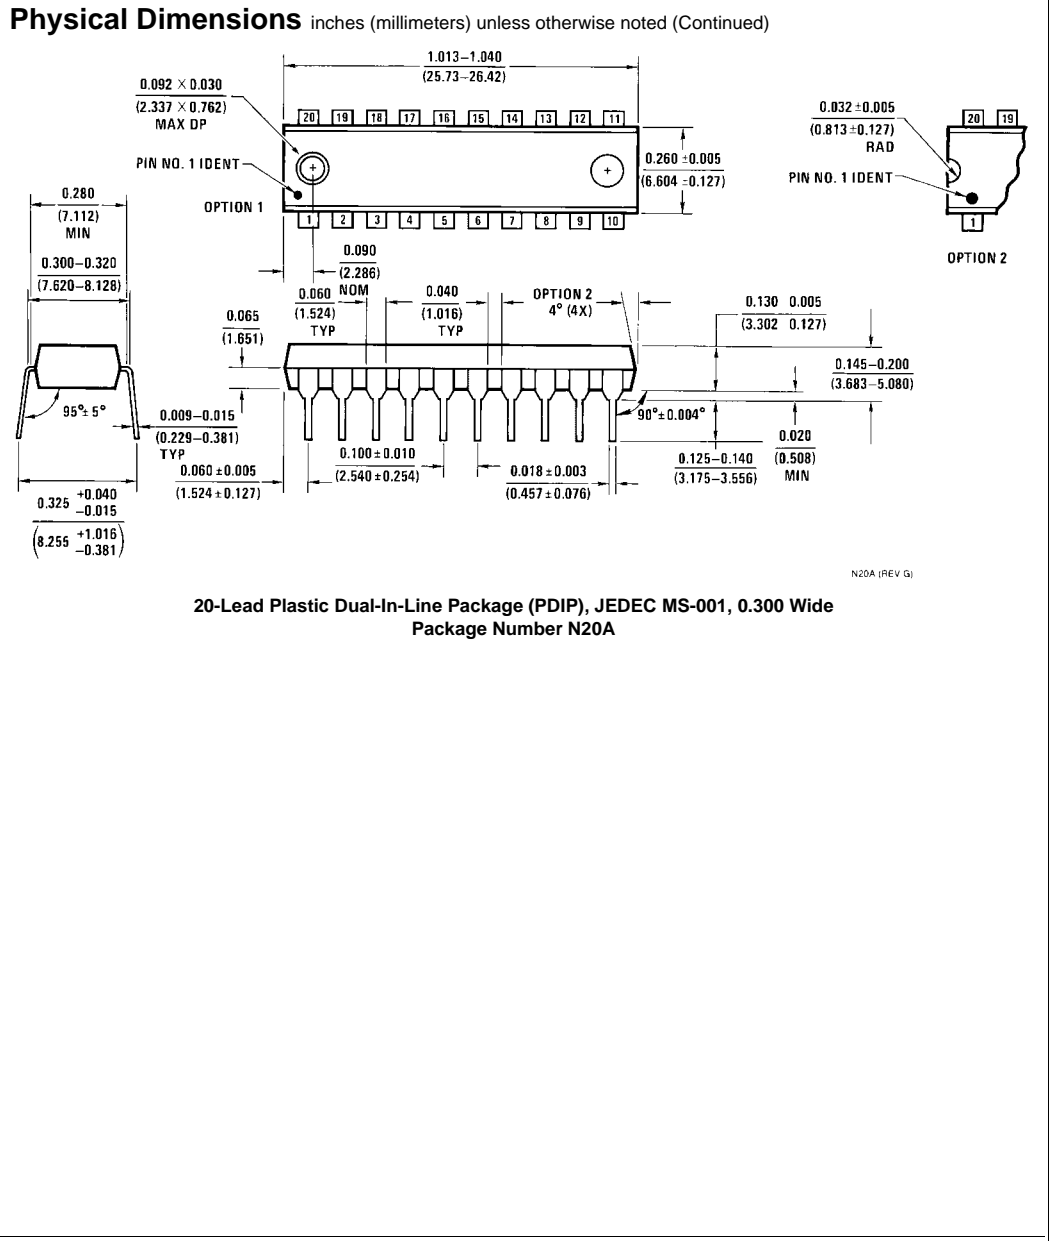 Physical Dimensions inches (millimeters) unless otherwise noted (Continued)
1.013–1.040
(25.73–26.42)
0.092 × 0.030
(2.337 × 0.762)
MAX DP
20 19 18 17 16 15 14 13 12 11
PIN NO. 1 IDENT
OPTION 1
1 2 3 4 5 6 7 8 9 10
0.260 ±0.005
(6.604 ±0.127)
0.032 ±0.005
(0.813 ±0.127)
RAD
20 19
PIN NO. 1 IDENT
1
OPTION 2
0.280
(7.112)
MIN
0.300–0.320
(7.620–8.128)
0.090
(2.286)
NOM
0.060
(1.524)
TYP
0.040
(1.016)
TYP
OPTION 2
4° (4X)
0.130 0.005
(3.302 0.127)
0.065
(1.651)
0.145–0.200
(3.683–5.080)
95°± 5°
0.009–0.015
(0.229–0.381)
TYP
90°±0.004°
0.020
(0.508)
MIN
0.125–0.140
(3.175–3.556)
0.100 ±0.010
(2.540 ±0.254)
0.018 ±0.003
(0.457 ±0.076)
0.060 ±0.005
(1.524 ±0.127)
0.325 +0.040
−0.015
(8.255 +1.016
−0.381)
N20A (REV G)
20-Lead Plastic Dual-In-Line Package (PDIP), JEDEC MS-001, 0.300 Wide
Package Number N20A